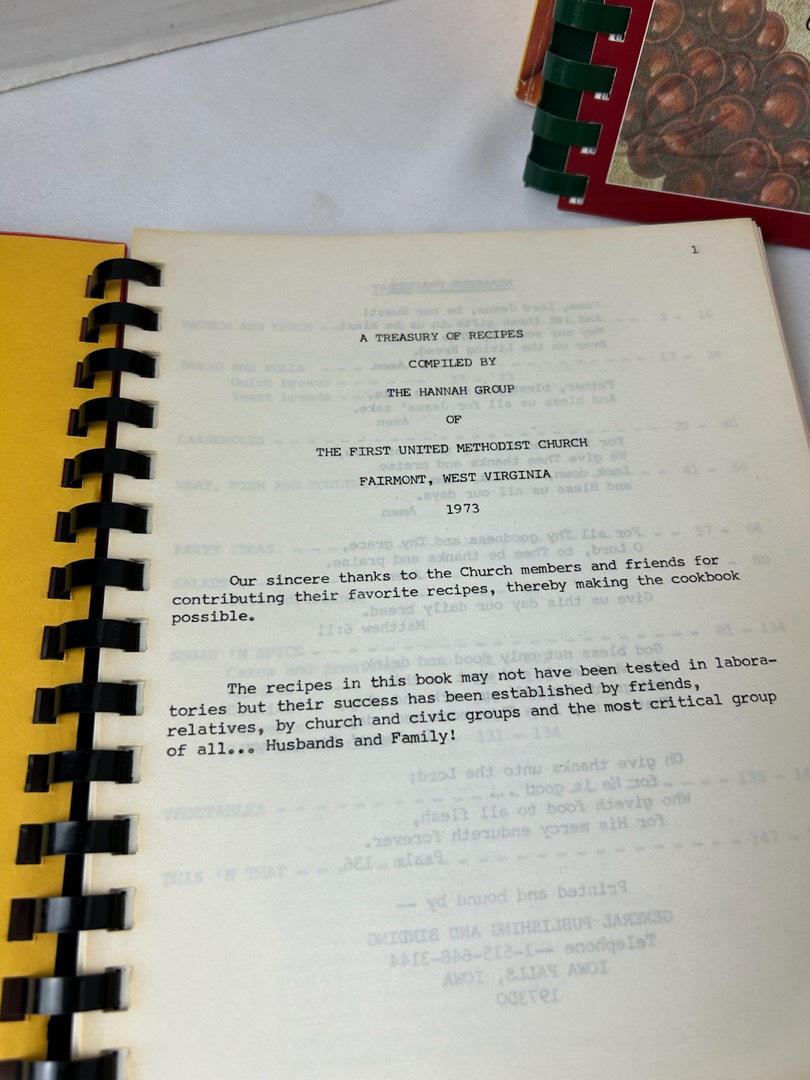 1
A TREASURY OF RECIPES
COMPILED BY
THE HANNAH GROUP
OF
THE FIRST UNITED METHODIST CHURCH
FAIRMONT, WEST VIRGINIA
1973
Our sincere thanks to the Church members and friends for
contributing their favorite recipes, thereby making the cookbook
possible.
The recipes in this book may not have been tested in labora-
tories but their success has been established by friends,
relatives, by church and civic groups and the most critical group
of all... Husbands and Family!